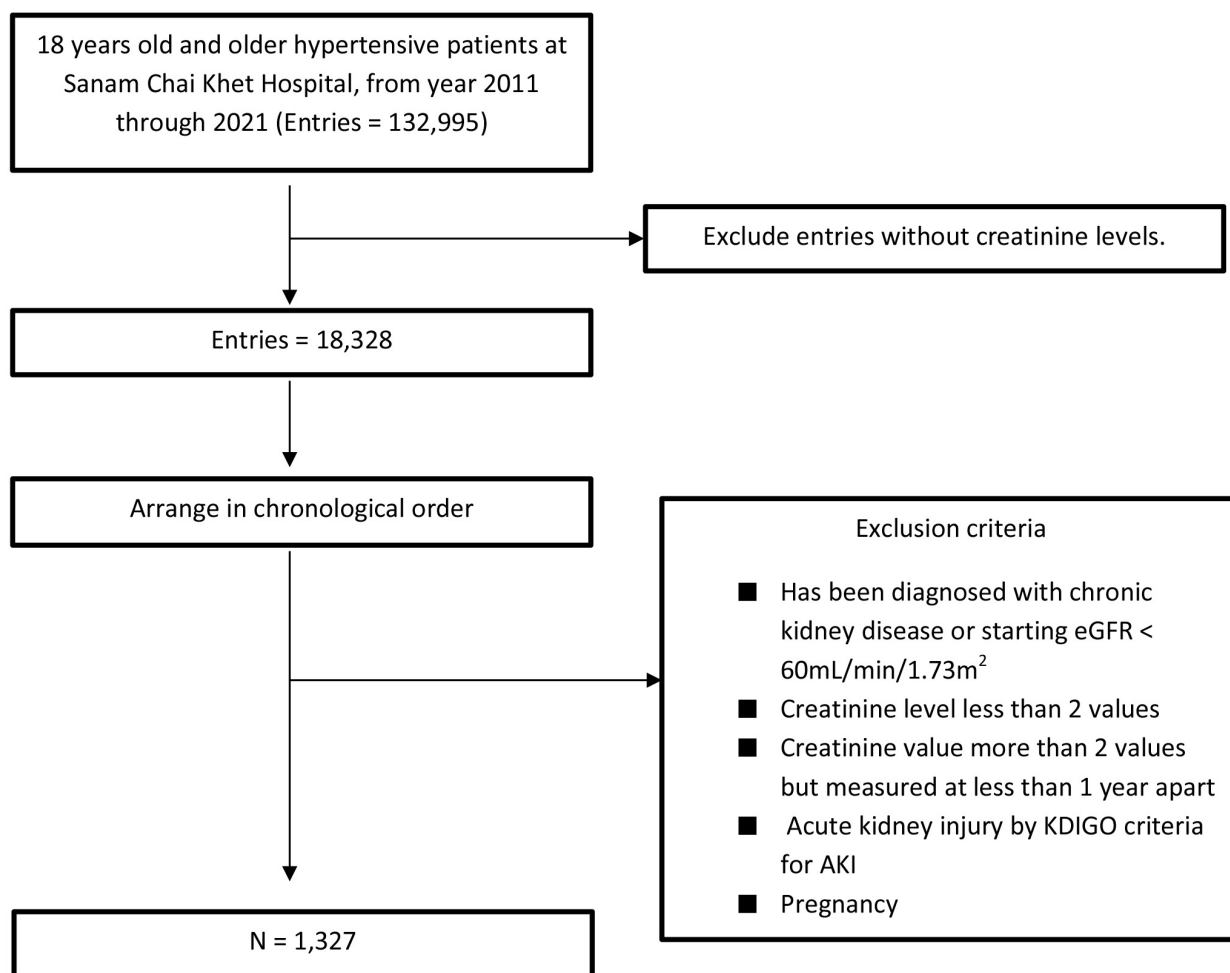 18 years old and older hypertensive patients at
Sanam Chai Khet Hospital, from year 2011
through 2021 (Entries = 132,995)
Exclude entries without creatinine levels.
Entries = 18,328
Arrange in chronological order
Exclusion criteria
■ Has been diagnosed with chronic
kidney disease or starting eGFR <
60mL/min/1.73m²
■ Creatinine level less than 2 values
■ Creatinine value more than 2 values
but measured at less than 1 year apart
■ Acute kidney injury by KDIGO criteria
for AKI
■ Pregnancy
N = 1,327